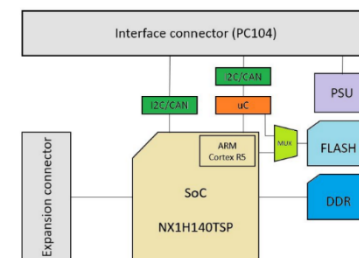 Interface connector (PC104)
I2C/CAN
I2C/CAN
uC
PSU
MUX
FLASH
ARM
Cortex R5
SoC
NX1H140TSP
DDR
Expansion connector